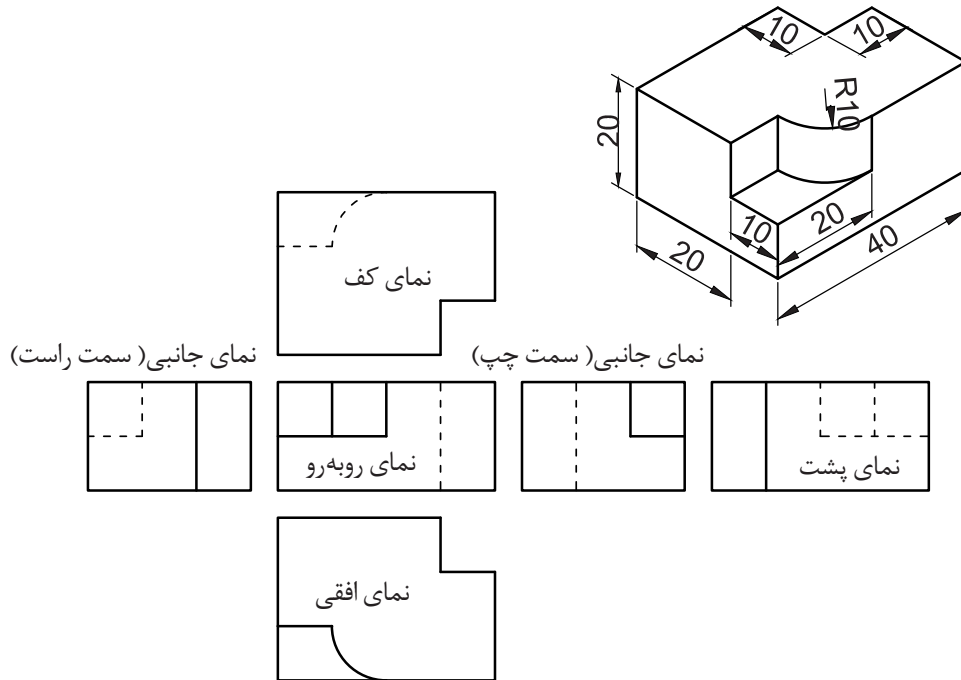 10 10
R10
20
10 20
20 40
نمای کف
نمای جانبی( سمت راست)
نمای جانبی( سمت چپ)
نمای روبه‌رو
نمای پشت
نمای افقی